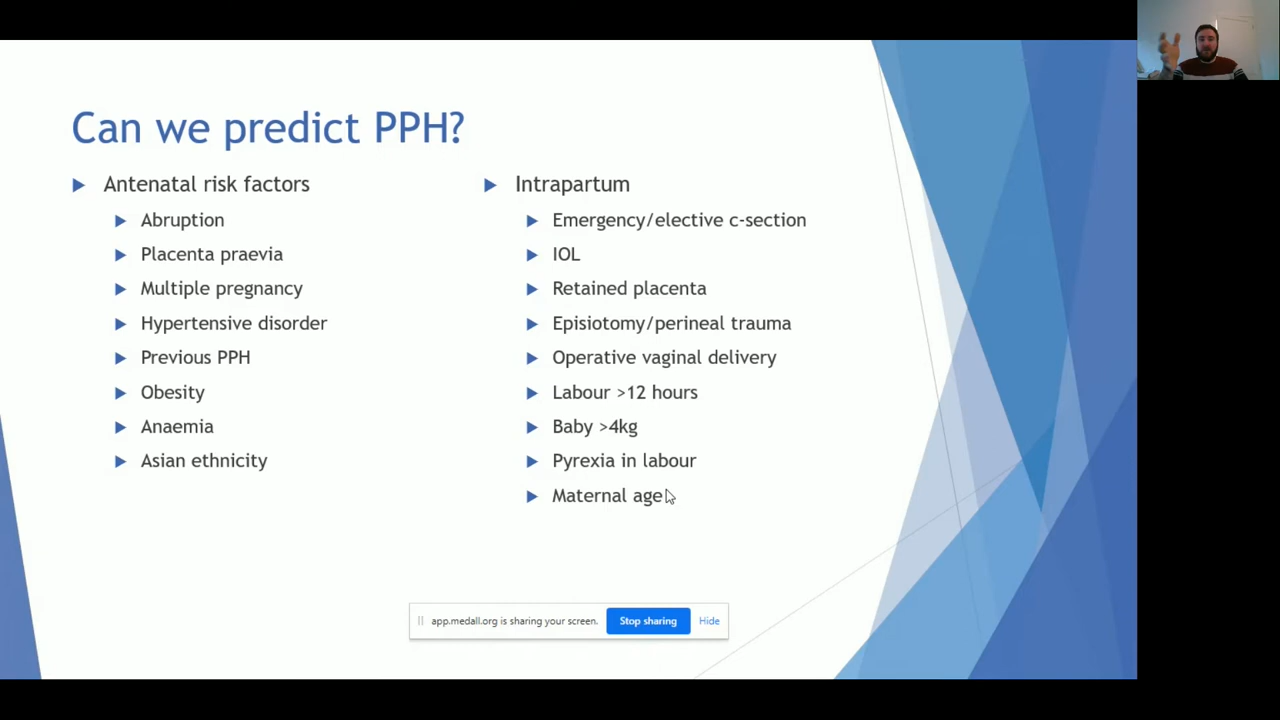 Can we predict PPH?
Antenatal risk factors
Abruption
Placenta praevia
Multiple pregnancy
Hypertensive disorder
Previous PPH
Obesity
Anaemia
Asian ethnicity
Intrapartum
Emergency/elective c-section
IOL
Retained placenta
Episiotomy/perineal trauma
Operative vaginal delivery
Labour >12 hours
Baby >4kg
Pyrexia in labour
Maternal age
app.medall.org is sharing your screen. Stop sharing Hide